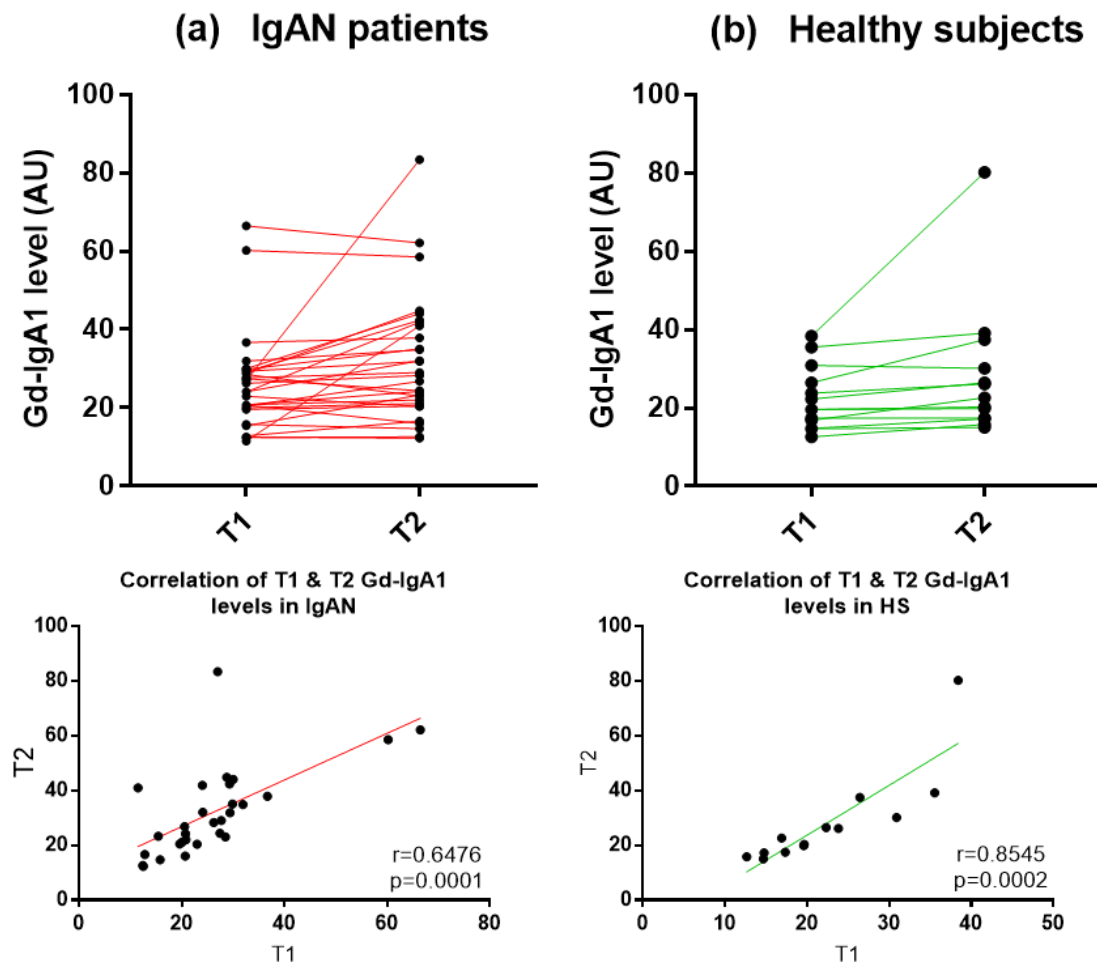 (a) IgAN patients
(b) Healthy subjects
Gd-IgA1 level (AU)
100
80
60
40
20
0
T1
T2
Gd-IgA1 level (AU)
100
80
60
40
20
0
T1
T2
Correlation of T1 & T2 Gd-IgA1
levels in IgAN
T2
100
80
60
40
20
0
r=0.6476
p=0.0001
0 20 40 60 80
T1
Correlation of T1 & T2 Gd-IgA1
levels in HS
T2
100
80
60
40
20
0
r=0.8545
p=0.0002
0 10 20 30 40 50
T1